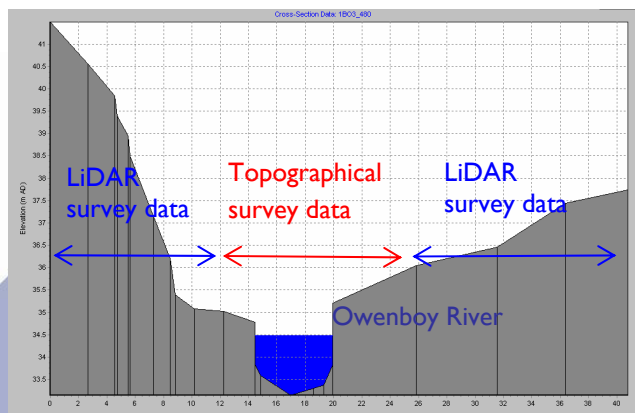 Cross-Section Data: 1BO3_480
41
40.5
40
39.5
39
38.5
38
37.5
37
36.5
36
35.5
35
34.5
34
33.5
Elevation (m AD)
LiDAR
survey data
Topographical
survey data
LiDAR
survey data
Owenboy River
0 2 4 6 8 10 12 14 16 18 20 22 24 26 28 30 32 34 36 38 40